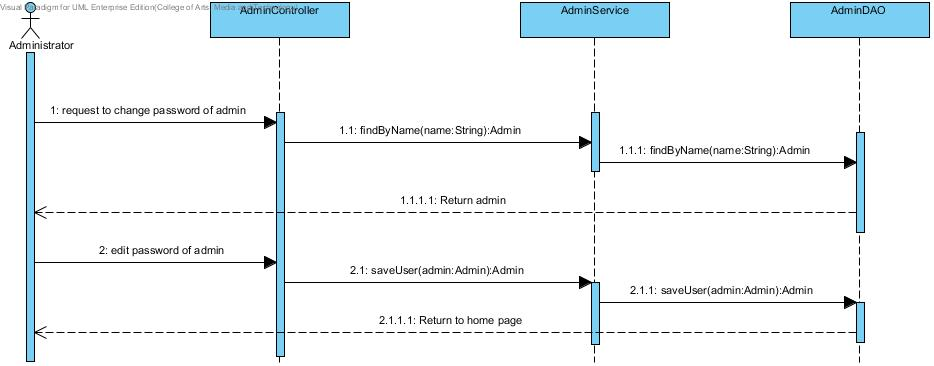 Visual Paradigm for UML Enterprise Edition(College of Arts, Media and
AdminController
AdminService
AdminDAO
Administrator
1: request to change password of admin
1.1: findByName(name:String):Admin
1.1.1: findByName(name:String):Admin
1.1.1.1: Return admin
2: edit password of admin
2.1: saveUser(admin:Admin):Admin
2.1.1: saveUser(admin:Admin):Admin
2.1.1.1: Return to home page